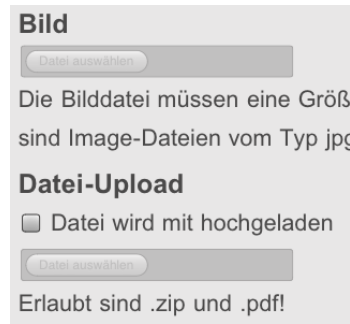 Bild
Datei auswählen
Die Bilddatei müssen eine Größ
sind Image-Dateien vom Typ jpg
Datei-Upload
Datei wird mit hochgeladen
Datei auswählen
Erlaubt sind .zip und .pdf!